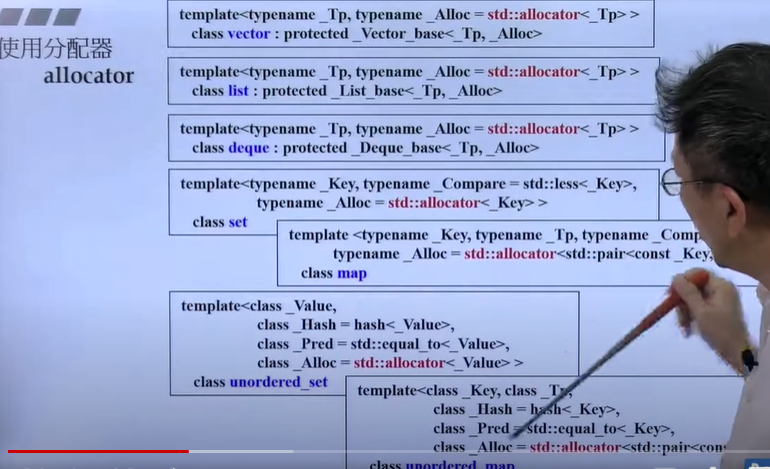 使用分配器
allocator
template<typename _Tp, typename _Alloc = std::allocator<_Tp> >
class vector : protected _Vector_base<_Tp, _Alloc>
template<typename _Tp, typename _Alloc = std::allocator<_Tp> >
class list : protected _List_base<_Tp, _Alloc>
template<typename _Tp, typename _Alloc = std::allocator<_Tp> >
class deque : protected _Deque_base<_Tp, _Alloc>
template<typename _Key, typename _Compare = std::less<_Key>,
typename _Alloc = std::allocator<_Key> >
class set
template <typename _Key, typename _Tp, typename _Comp
typename _Alloc = std::allocator<std::pair<const _Key,
class map
template<class _Value,
class _Hash = hash<_Value>,
class _Pred = std::equal_to<_Value>,
class _Alloc = std::allocator<_Value> >
class unordered_set
template<class _Key, class _Tp,
class _Hash = hash<_Key>,
class _Pred = std::equal_to<_Key>,
class _Alloc = std::allocator<std::pair<con
class unordered_map